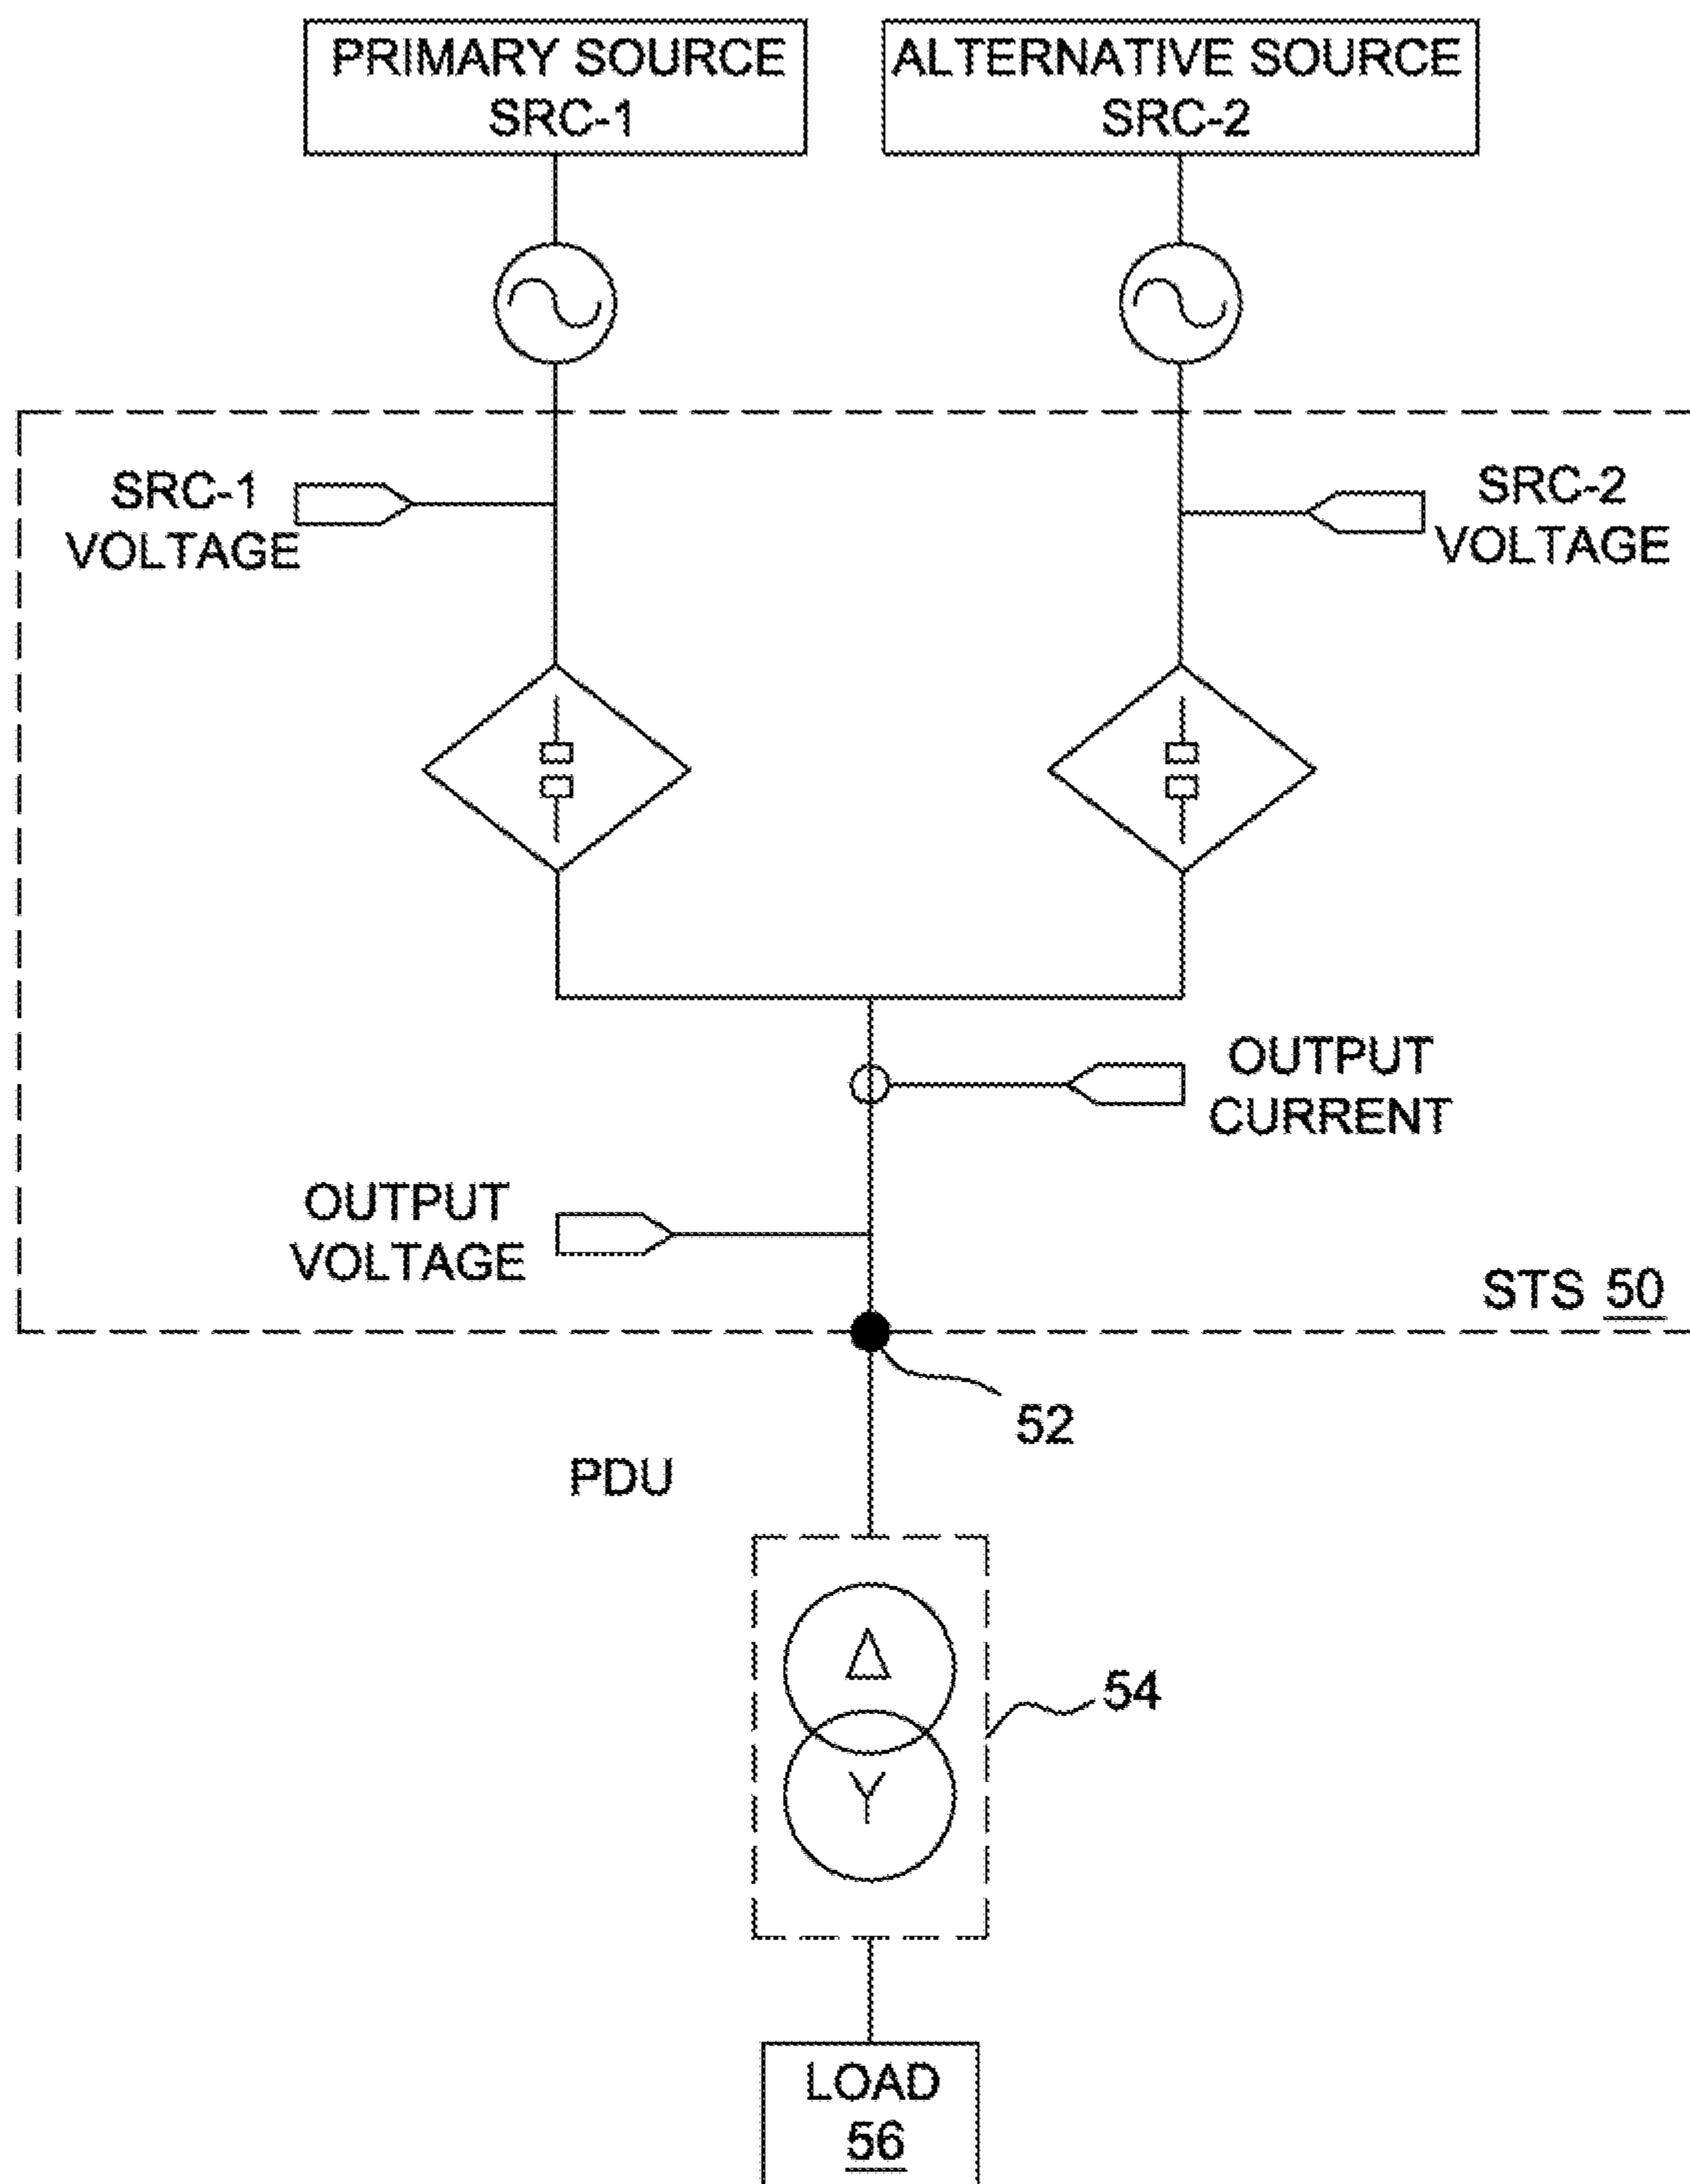 PRIMARY SOURCE
SRC-1
ALTERNATIVE SOURCE
SRC-2
SRC-1
VOLTAGE
SRC-2
VOLTAGE
OUTPUT
CURRENT
OUTPUT
VOLTAGE
STS 50
52
PDU
Δ
54
Y
LOAD
56